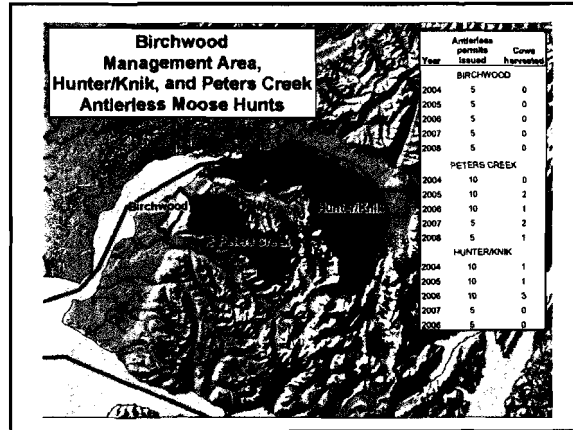 Birchwood
Management Area,
Hunter/Knik, and Peters Creek
Antlerless Moose Hunts
Antlerless
permits Cows
Year issued harvested
BIRCHWOOD
2004 5 0
2005 5 0
2006 5 0
2007 5 0
2008 5 0
PETERS CREEK
2004 10 0
2005 10 2
2006 10 1
2007 5 2
2008 5 1
HUNTER/KNIK
2004 10 1
2005 10 1
2006 10 3
2007 5 0
2008 5 0
Birchwood
Hunter/Knik
Peters Creek